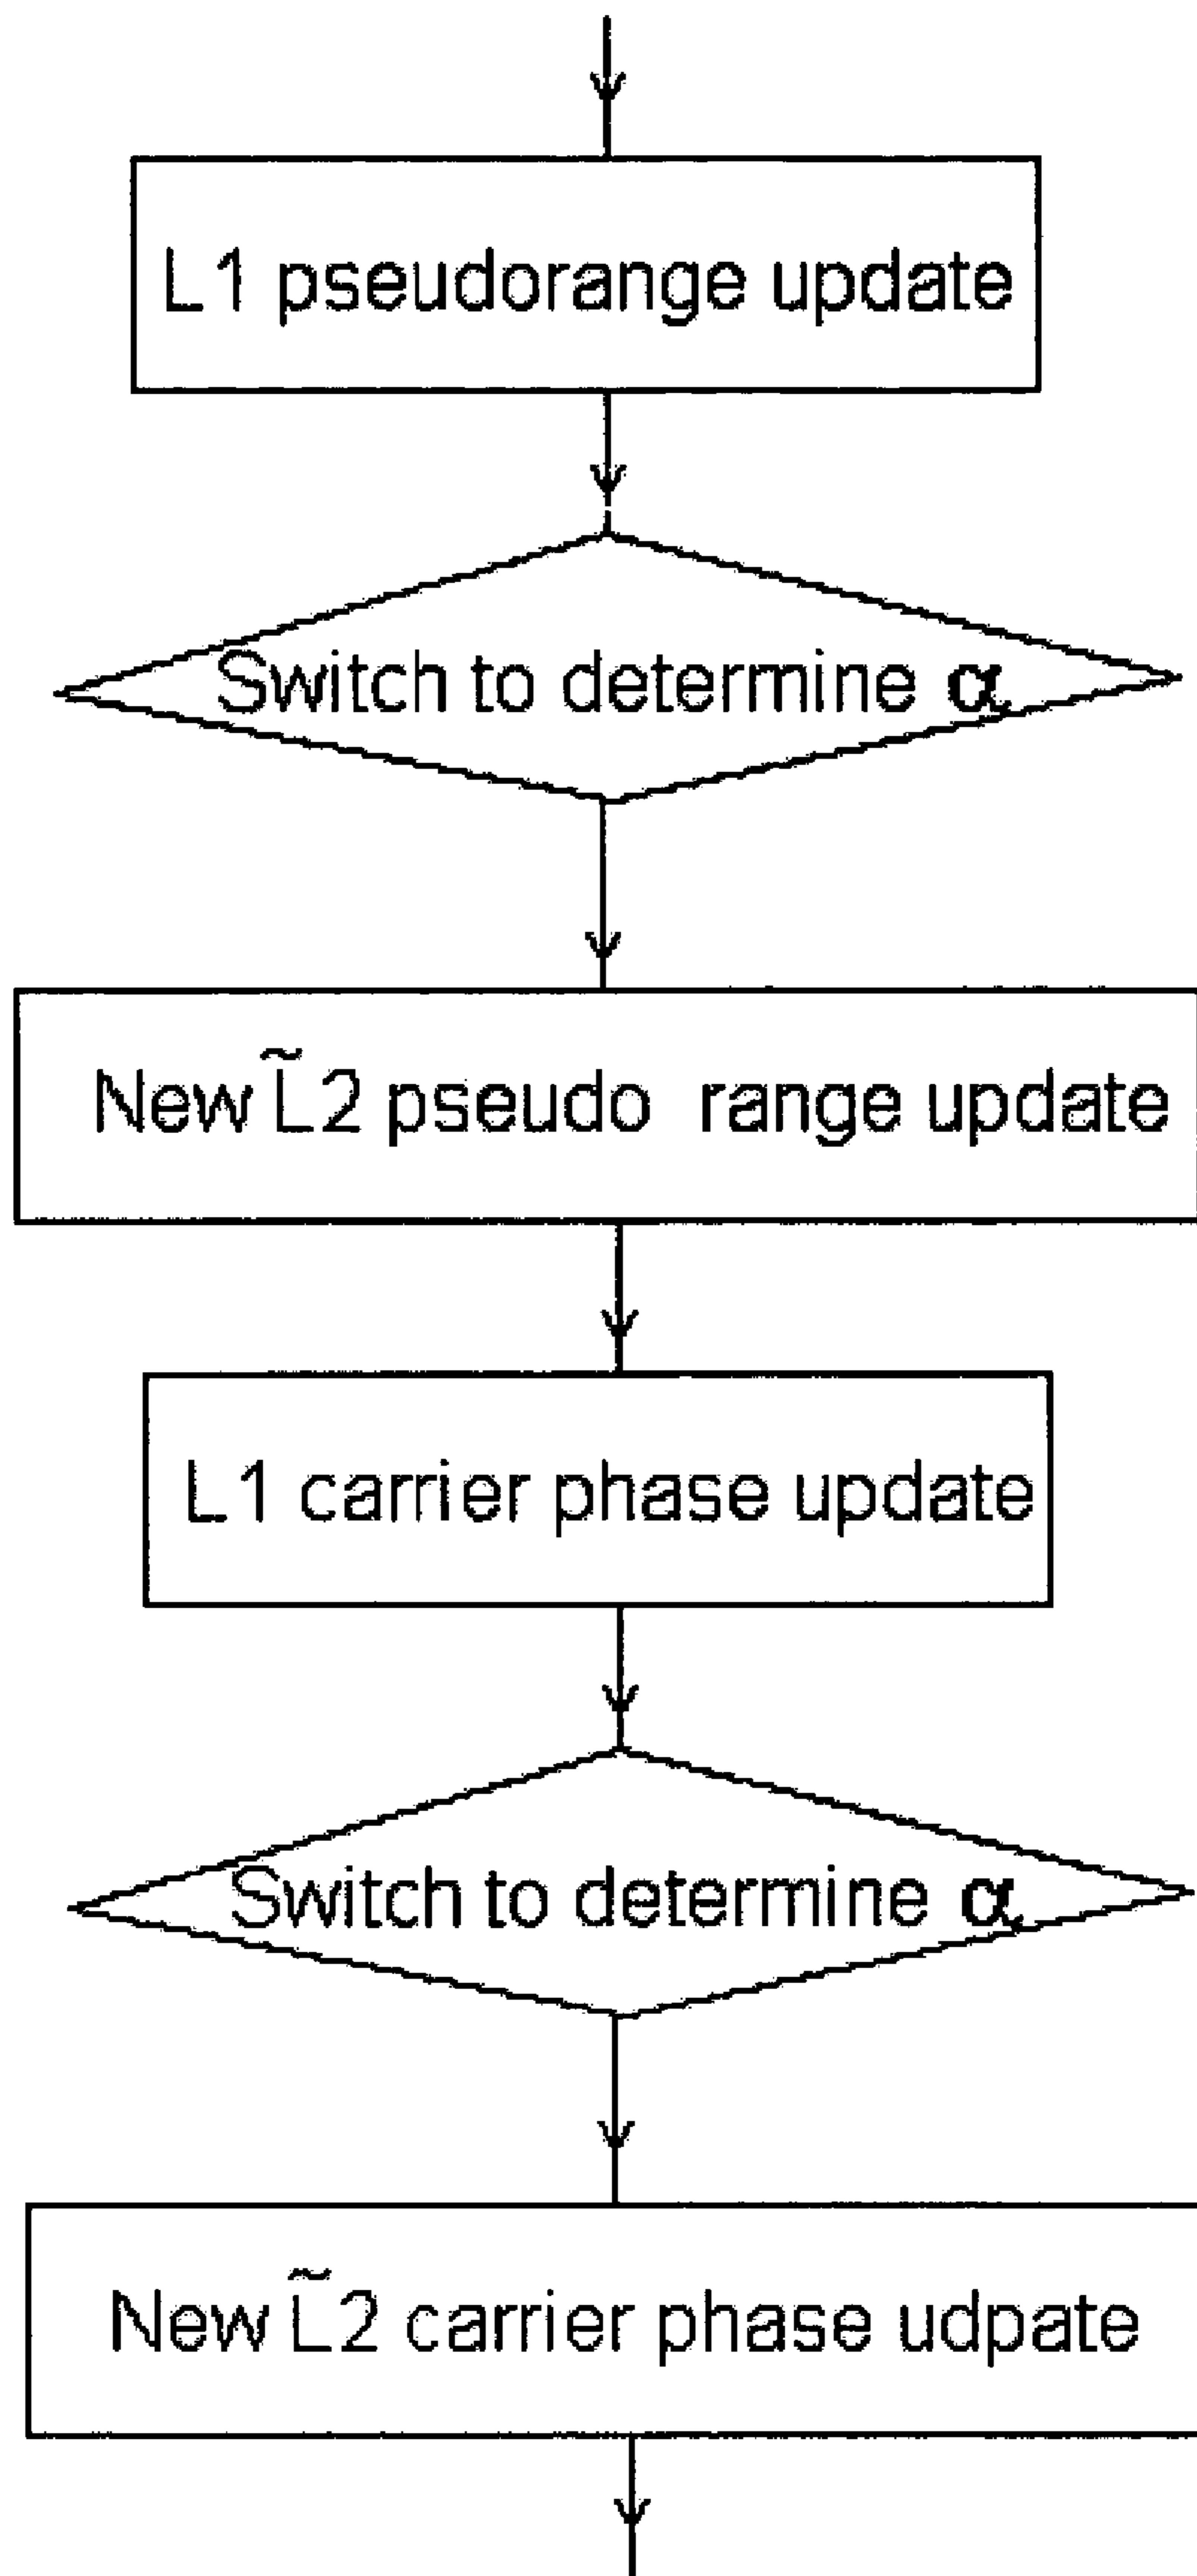 L1 pseudorange update
Switch to determine α
New L̃2 pseudo range update
L1 carrier phase update
Switch to determine α
New L̃2 carrier phase udpate